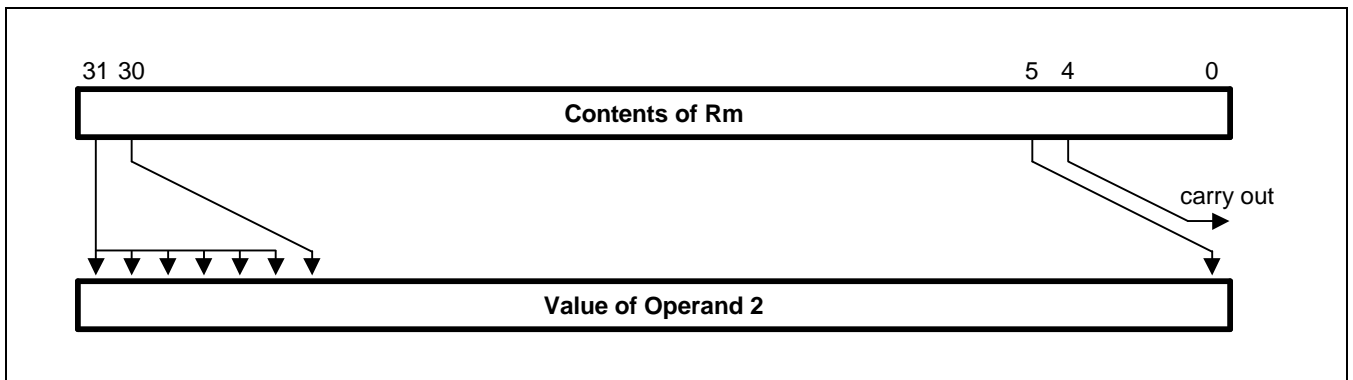 31 30 5 4 0
Contents of Rm
carry out
Value of Operand 2